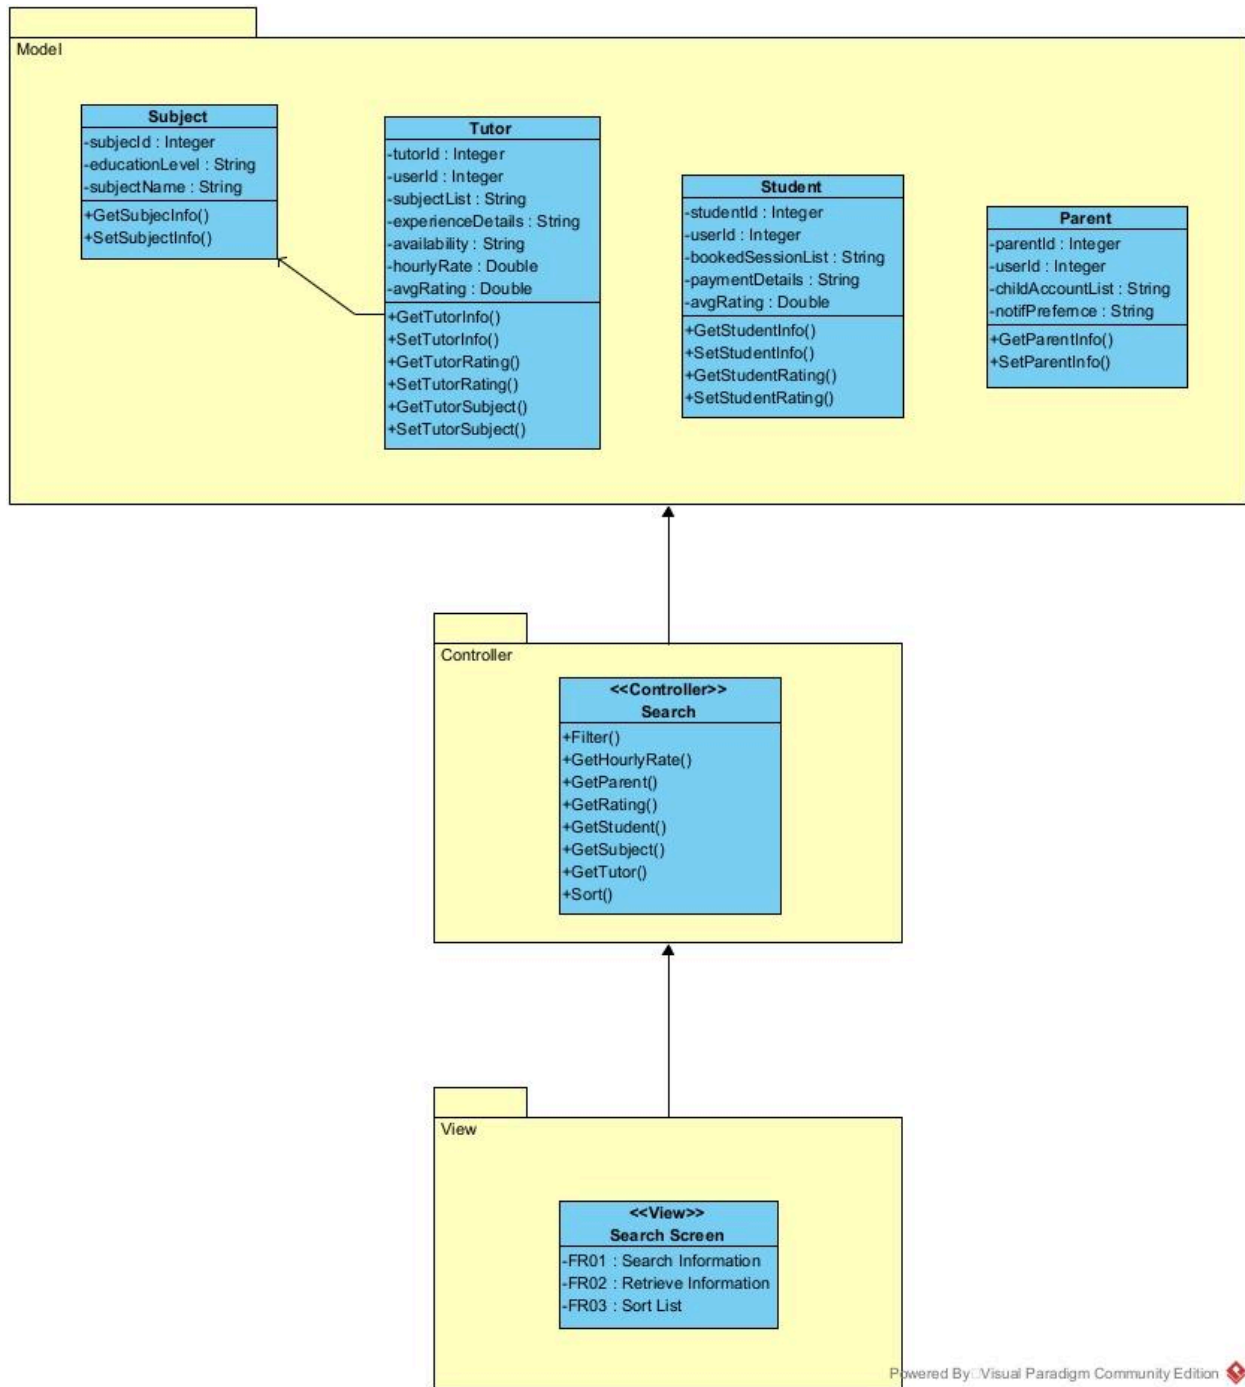 Model
Subject
-subjecId : Integer
-educationLevel : String
-subjectName : String
+GetSubjecInfo()
+SetSubjectInfo()
Tutor
-tutorId : Integer
-userId : Integer
-subjectList : String
-experienceDetails : String
-availability : String
-hourlyRate : Double
-avgRating : Double
+GetTutorInfo()
+SetTutorInfo()
+GetTutorRating()
+SetTutorRating()
+GetTutorSubject()
+SetTutorSubject()
Student
-studentId : Integer
-userId : Integer
-bookedSessionList : String
-paymentDetails : String
-avgRating : Double
+GetStudentInfo()
+SetStudentInfo()
+GetStudentRating()
+SetStudentRating()
Parent
-parentId : Integer
-userId : Integer
-childAccountList : String
-notifPrefernce : String
+GetParentInfo()
+SetParentInfo()
Controller
<<Controller>>
Search
+Filter()
+GetHourlyRate()
+GetParent()
+GetRating()
+GetStudent()
+GetSubject()
+GetTutor()
+Sort()
View
<<View>>
Search Screen
-FR01 : Search Information
-FR02 : Retrieve Information
-FR03 : Sort List
Powered By Visual Paradigm Community Edition